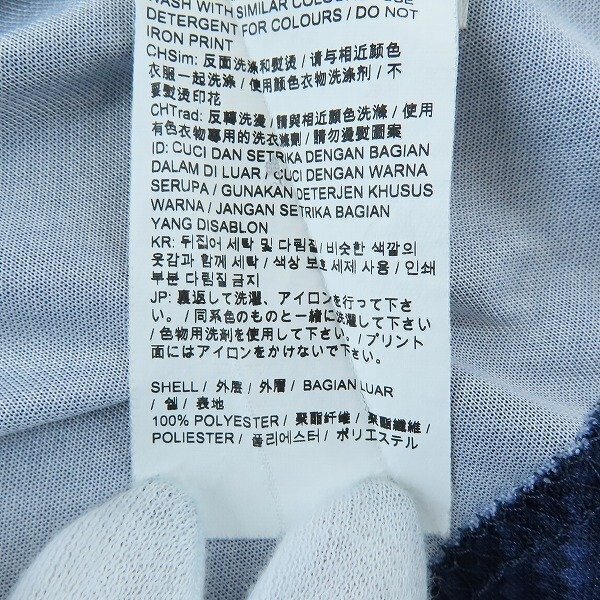 WASH WITH SIMILAR COLOURS / USE
DETERGENT FOR COLOURS / DO NOT
IRON PRINT
CHSim: 反面洗涤和熨烫 / 请与相近颜色
衣服一起洗涤 / 使用颜色衣物洗涤剂 / 不
要熨烫印花
CHTrad: 反轉洗燙 / 請與相近顏色洗滌 / 使用
有色衣物專用的洗衣滌劑 / 請勿燙熨圖案
ID: CUCI DAN SETRIKA DENGAN BAGIAN
DALAM DI LUAR / CUCI DENGAN WARNA
SERUPA / GUNAKAN DETERJEN KHUSUS
WARNA / JANGAN SETRIKA BAGIAN
YANG DISABLON
KR: 뒤집어 세탁 및 다림질 / 비슷한 색깔의
옷감과 함께 세탁 / 색상 보호 세제 사용 / 인쇄
부분 다림질 금지
JP: 裏返して洗濯、アイロンを行って下さ
い。 / 同系色のものと一緒に洗濯して下さい
/ 色物用洗剤を使用して下さい。 / プリント
面にはアイロンをかけないで下さい。
SHELL / 外层 / 外層 / BAGIAN LUAR
/ 쉘 / 表地
100% POLYESTER / 聚酯纤维 / 聚酯纖維 /
POLIESTER / 폴리에스터 / ポリエステル